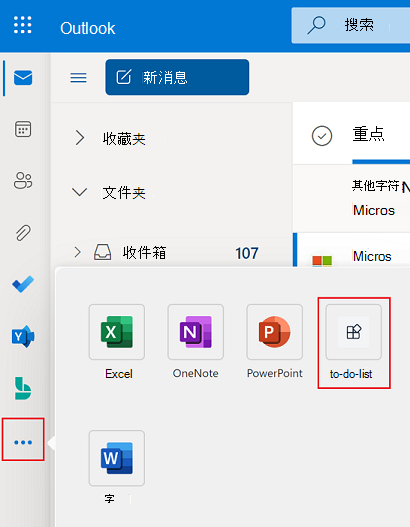 Outlook
搜索
新消息
收藏夹
文件夹
收件箱 107
重点
其他字符N
Micros
Micros
Excel
OneNote
PowerPoint
to-do-list
字